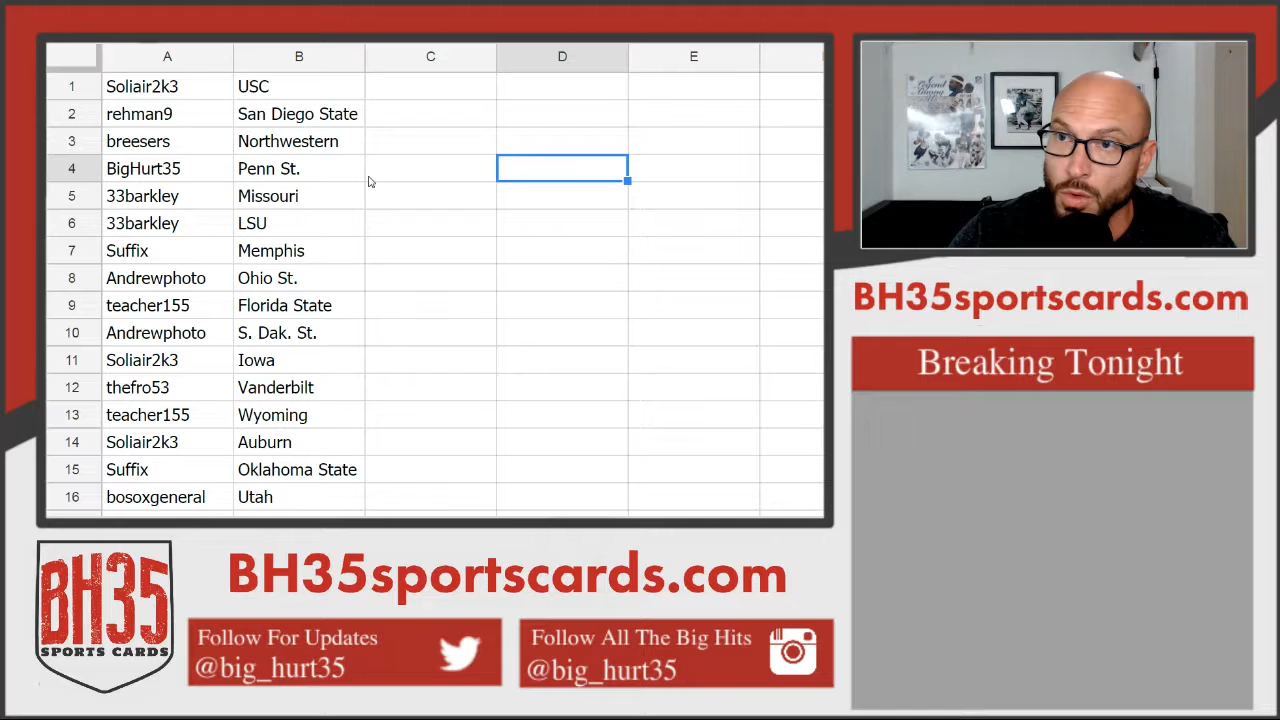 A B C D E
1 Soliair2k3 USC
2 rehman9 San Diego State
3 breesers Northwestern
4 BigHurt35 Penn St.
5 33barkley Missouri
6 33barkley LSU
7 Suffix Memphis
8 Andrewphoto Ohio St.
9 teacher155 Florida State
10 Andrewphoto S. Dak. St.
11 Soliair2k3 Iowa
12 thefro53 Vanderbilt
13 teacher155 Wyoming
14 Soliair2k3 Auburn
15 Suffix Oklahoma State
16 bosoxgeneral Utah
BH35sportscards.com
Breaking Tonight
BH35
SPORTS CARDS
BH35sportscards.com
Follow For Updates
@big_hurt35
Follow All The Big Hits
@big_hurt35